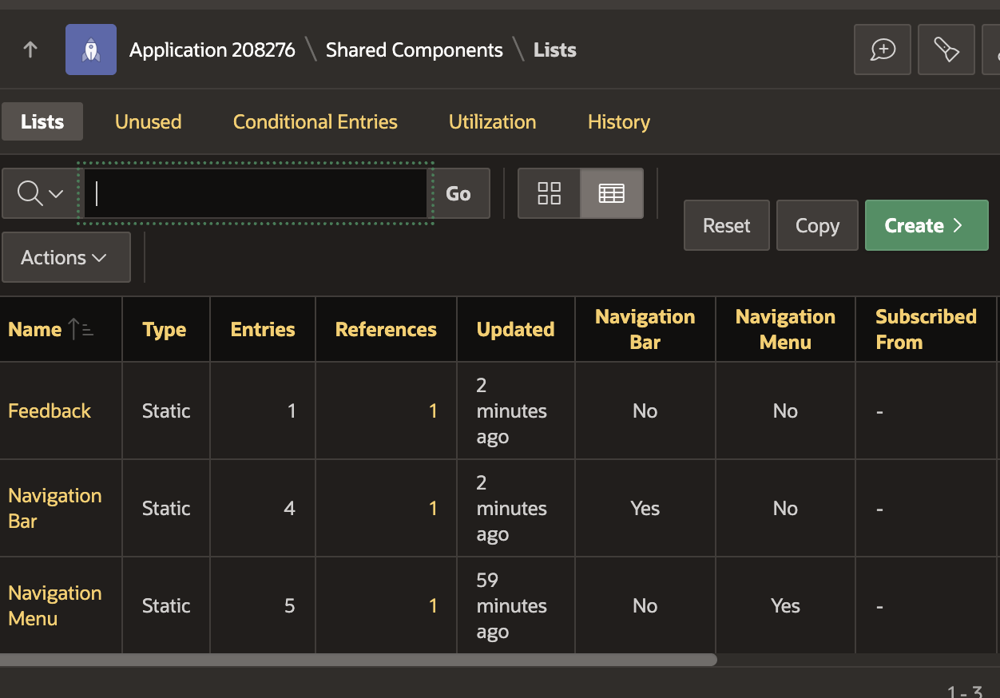 Application 208276 \ Shared Components \ Lists
Lists Unused Conditional Entries Utilization History
Go
Reset Copy Create
Actions
Name Type Entries References Updated Navigation Bar Navigation Menu Subscribed From
Feedback Static 1 1 2 minutes ago No No -
Navigation Bar Static 4 1 2 minutes ago Yes No -
Navigation Menu Static 5 1 59 minutes ago No Yes -
1 - 3